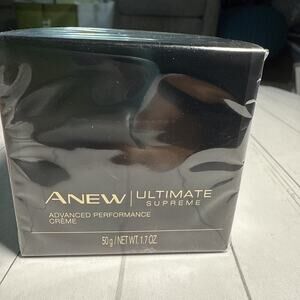 ANEW | ULTIMATE
SUPREME
ADVANCED PERFORMANCE
CRÈME
50 g / NET WT. 1.7 OZ.